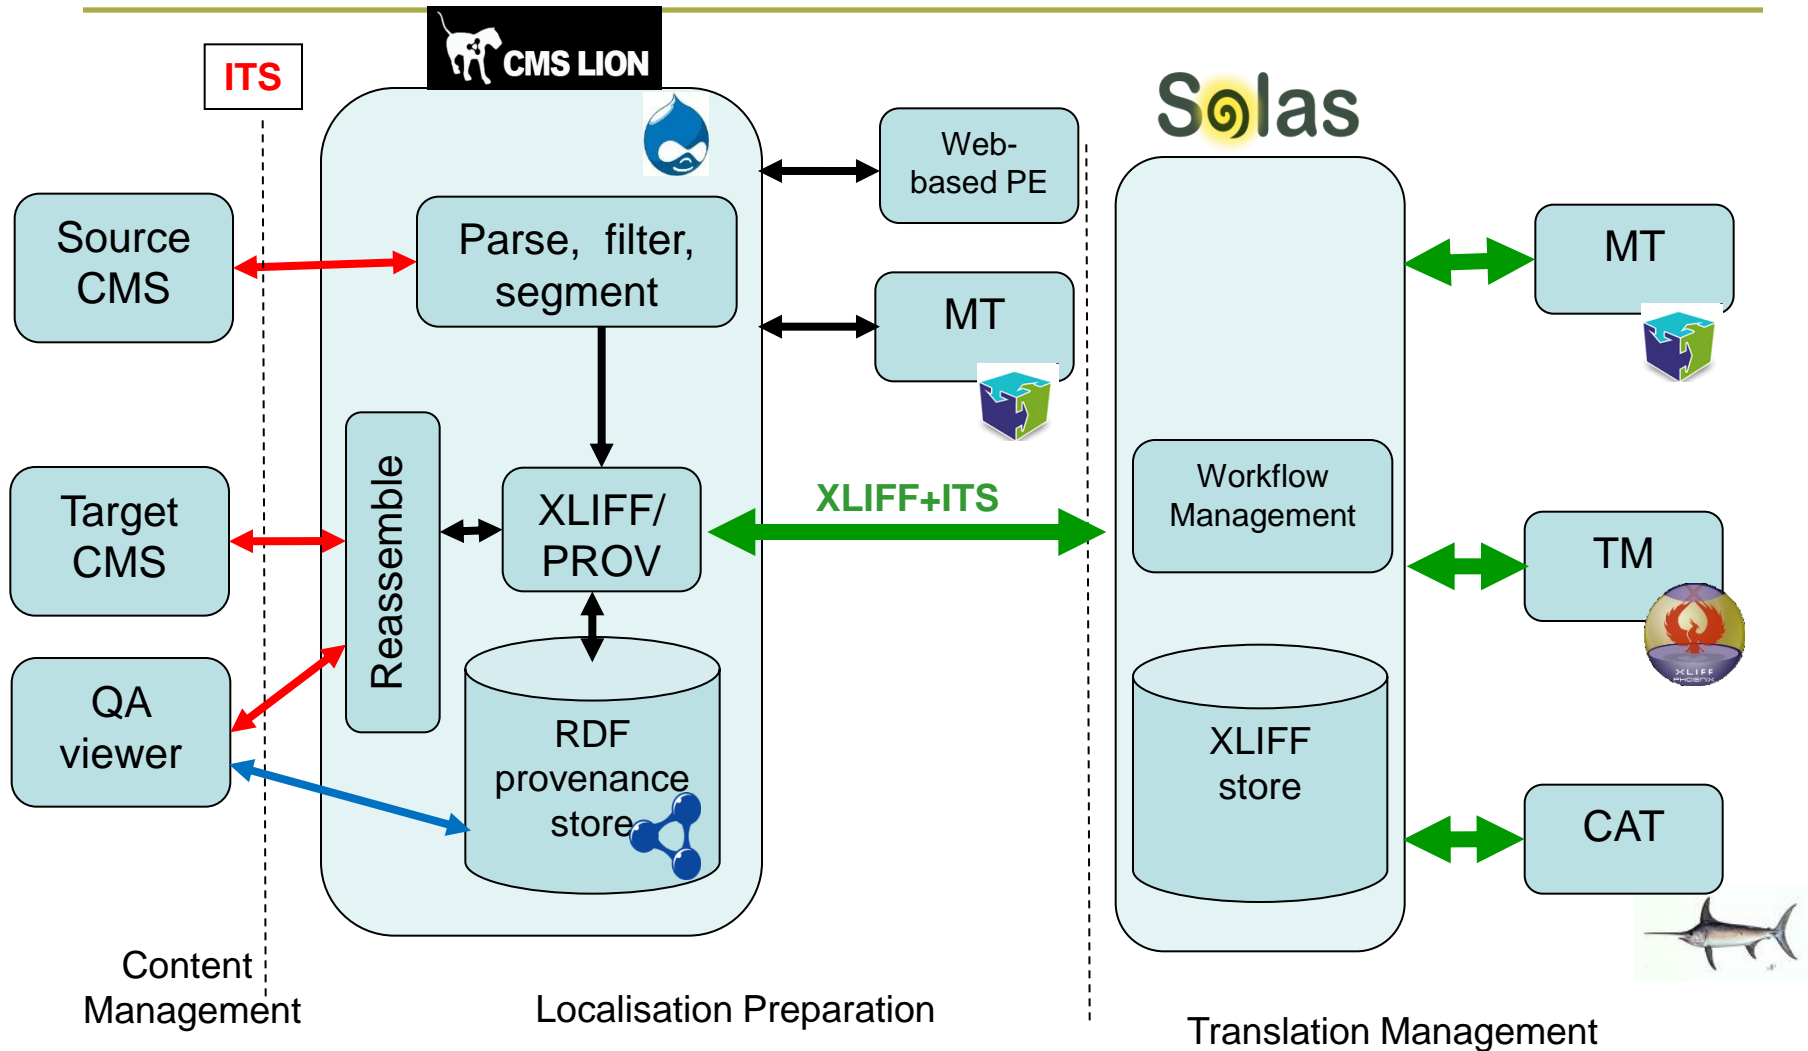 CMS LION
ITS
Solas
Source
CMS
Parse, filter,
segment
Web-
based PE
MT
MT
Target
CMS
Reassemble
XLIFF/
PROV
XLIFF+ITS
Workflow
Management
TM
XLIFF
PHOENIX
QA
viewer
RDF
provenance
store
XLIFF
store
CAT
Content
Management
Localisation Preparation
Translation Management